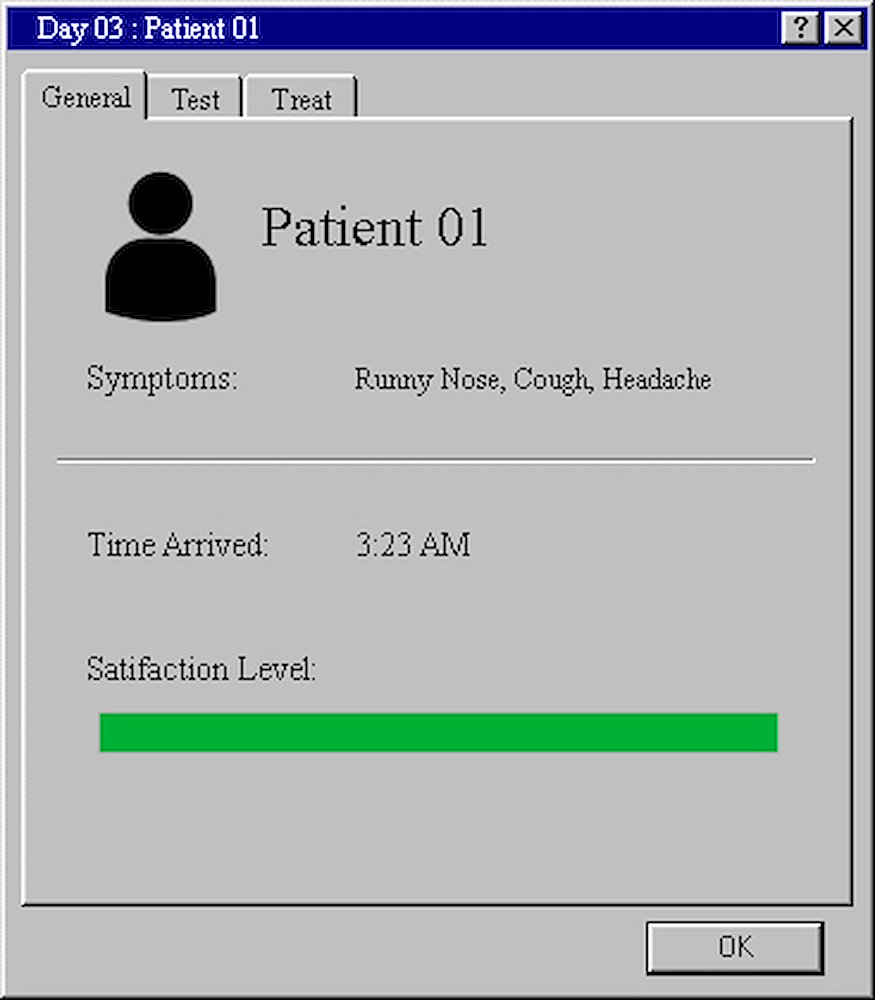 Day 03 : Patient 01
General Test Treat
Patient 01
Symptoms: Runny Nose, Cough, Headache
Time Arrived: 3:23 AM
Satifaction Level:
OK